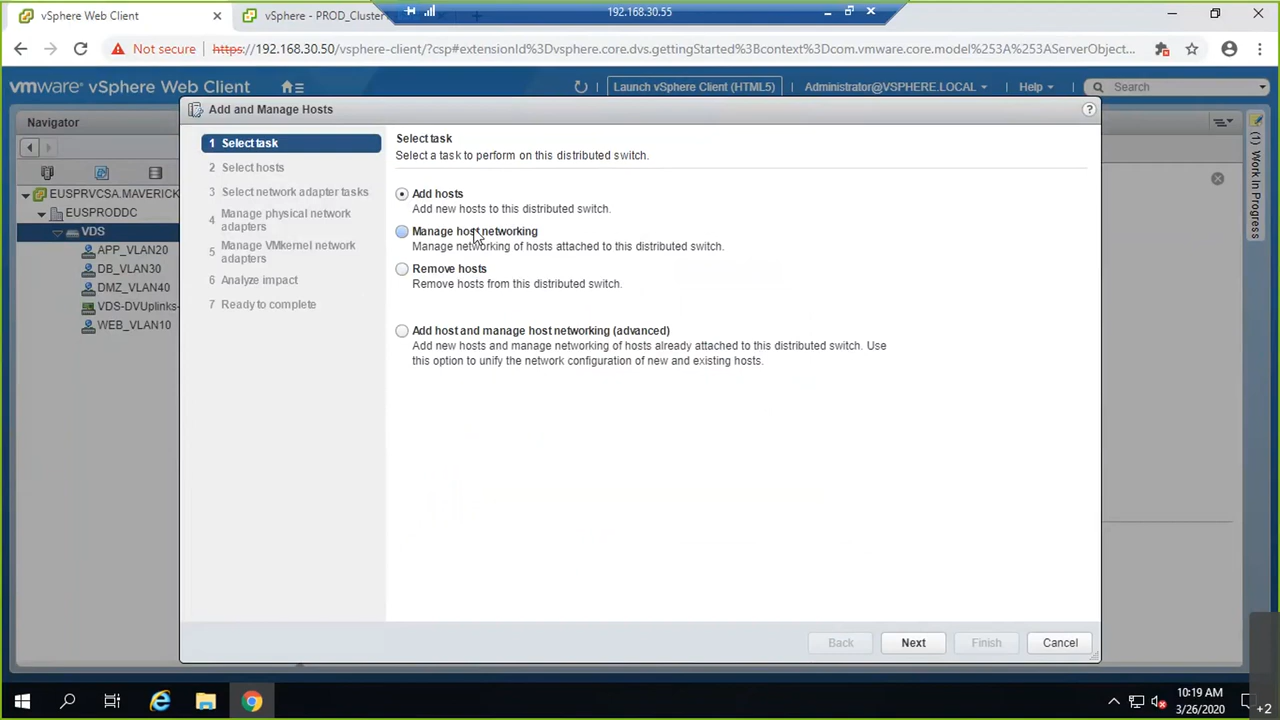 vSphere Web Client
vSphere - PROD_Cluster
192.168.30.55
Not secure
https://192.168.30.50/vsphere-client/?csp#extensionId%3Dvsphere.core.dvs.gettingStarted%3Bcontext%3Dcom.vmware.core.model%253A%253AServerObject...
vmware® vSphere Web Client
Launch vSphere Client (HTML5)
Administrator@VSPHERE.LOCAL
Help
Search
Navigator
Add and Manage Hosts
?
(1) Work In Progress
EUSPRVCSA.MAVERICK
EUSPRODDC
VDS
APP_VLAN20
DB_VLAN30
DMZ_VLAN40
VDS-DVUplinks-
WEB_VLAN10
1 Select task
2 Select hosts
3 Select network adapter tasks
4 Manage physical network
adapters
5 Manage VMkernel network
adapters
6 Analyze impact
7 Ready to complete
Select task
Select a task to perform on this distributed switch.
Add hosts
Add new hosts to this distributed switch.
Manage host networking
Manage networking of hosts attached to this distributed switch.
Remove hosts
Remove hosts from this distributed switch.
Add host and manage host networking (advanced)
Add new hosts and manage networking of hosts already attached to this distributed switch. Use
this option to unify the network configuration of new and existing hosts.
Back
Next
Finish
Cancel
10:19 AM
3/26/2020
+2